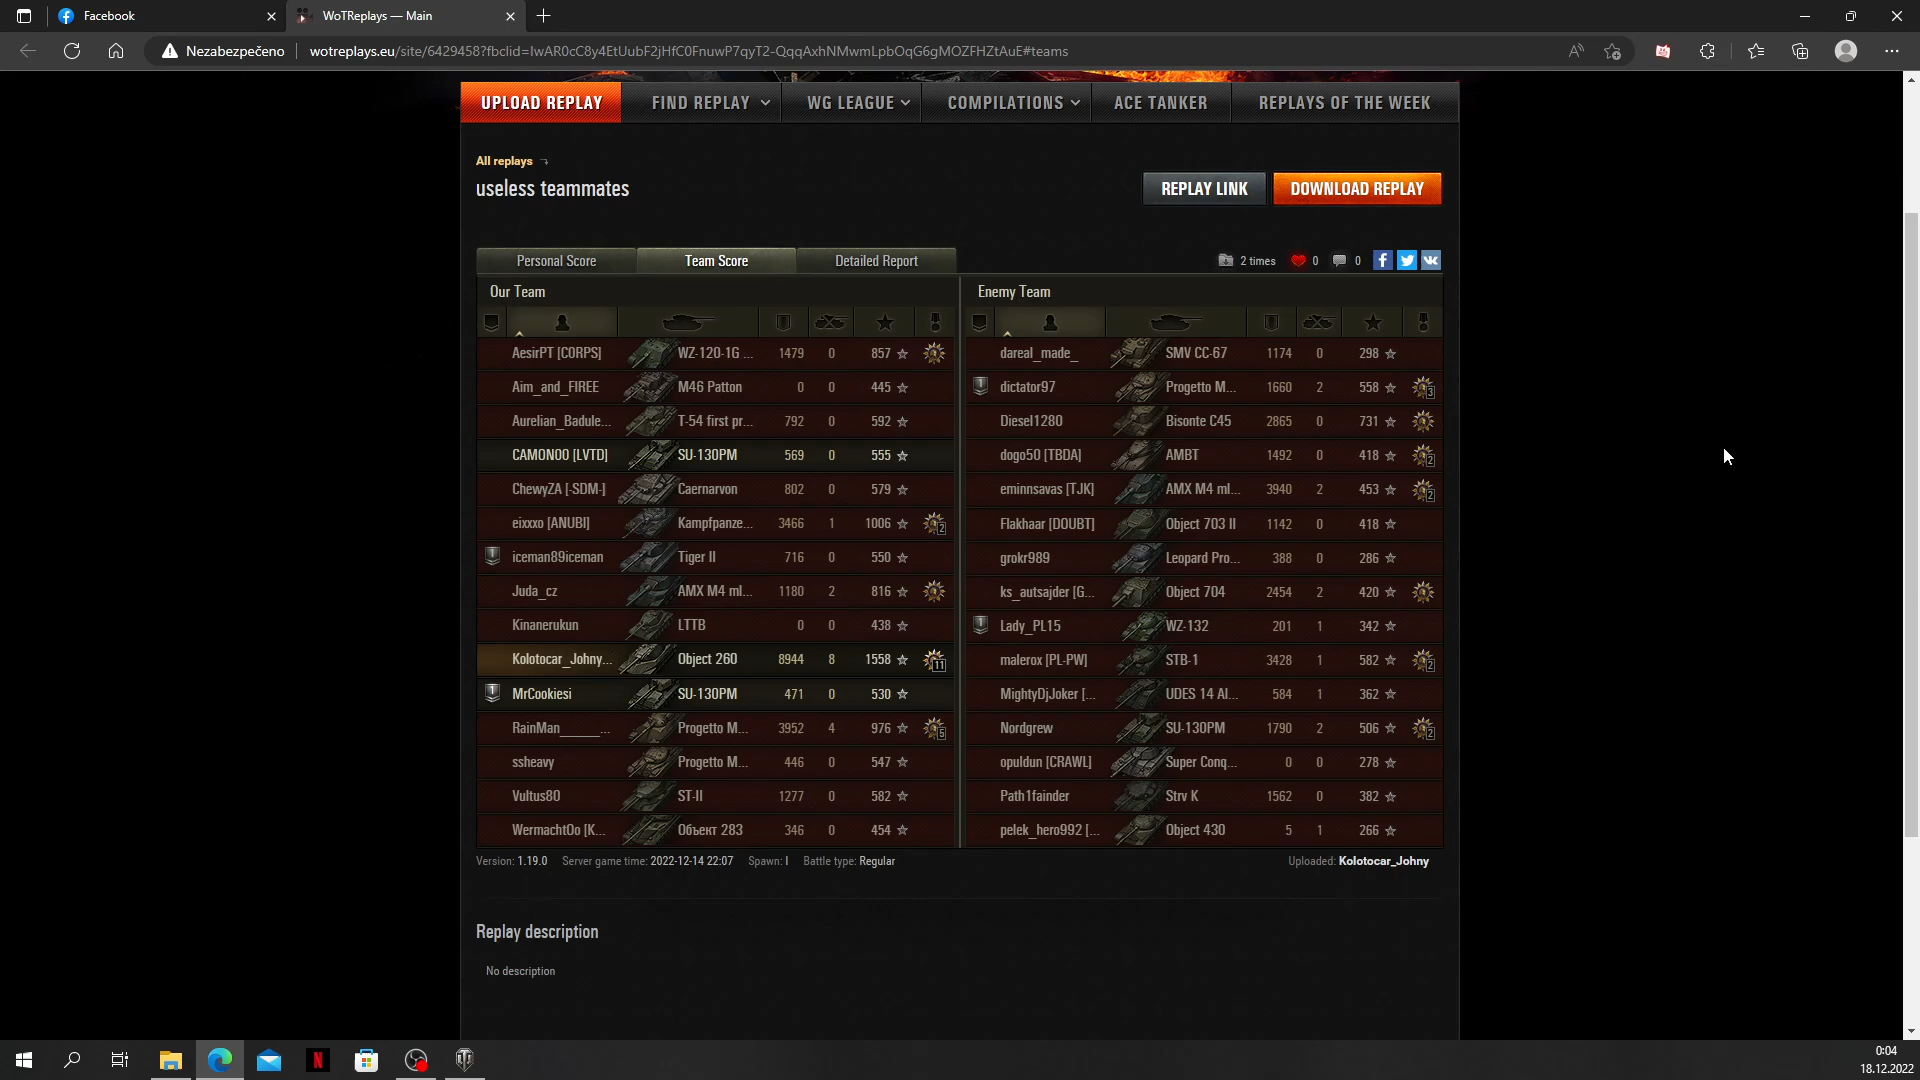 Facebook
WoTReplays — Main
Nezabezpečeno
wotreplays.eu/site/6429458?fbclid=IwAR0cC8y4EtUubF2jHfC0FnuwP7qyT2-QqqAxhNMwmLpbOqG6gMOZFHZtAuE#teams
UPLOAD REPLAY FIND REPLAY WG LEAGUE COMPILATIONS ACE TANKER REPLAYS OF THE WEEK
All replays
useless teammates
REPLAY LINK DOWNLOAD REPLAY
Personal Score Team Score Detailed Report 2 times 0 0
Our Team Enemy Team
AesirPT [CORPS] WZ-120-1G ... 1479 0 857 dareal_made_ SMV CC-67 1174 0 298
Aim_and_FIREE M46 Patton 0 0 445 dictator97 Progetto M... 1660 2 558 3
Aurelian_Badule... T-54 first pr... 792 0 592 Diesel1280 Bisonte C45 2865 0 731
CAMONOO [LVTD] SU-130PM 569 0 555 dogo50 [TBDA] AMBT 1492 0 418 2
ChewyZA [-SDM-] Caernarvon 802 0 579 eminnsavas [TJK] AMX M4 ml... 3940 2 453 2
eixxxo [ANUBI] Kampfpanze... 3466 1 1006 2 Flakhaar [DOUBT] Object 703 II 1142 0 418
iceman89iceman Tiger II 716 0 550 grokr989 Leopard Pro... 388 0 286
Juda_cz AMX M4 ml... 1180 2 816 ks_autsajder [G... Object 704 2454 2 420
Kinanerukun LTTB 0 0 438 Lady_PL15 WZ-132 201 1 342
Kolotocar_Johny... Object 260 8944 8 1558 11 malerox [PL-PW] STB-1 3428 1 582 2
MrCookiesi SU-130PM 471 0 530 MightyDjJoker [... UDES 14 Al... 584 1 362
RainMan______... Progetto M... 3952 4 976 5 Nordgrew SU-130PM 1790 2 506 2
ssheavy Progetto M... 446 0 547 opuldun [CRAWL] Super Conq... 0 0 278
Vultus80 ST-II 1277 0 582 Path1fainder Strv K 1562 0 382
WermachtOo [K... Объект 283 346 0 454 pelek_hero992 [... Object 430 5 1 266
Version: 1.19.0 Server game time: 2022-12-14 22:07 Spawn: I Battle type: Regular Uploaded: Kolotocar_Johny
Replay description
No description
0:04
18.12.2022